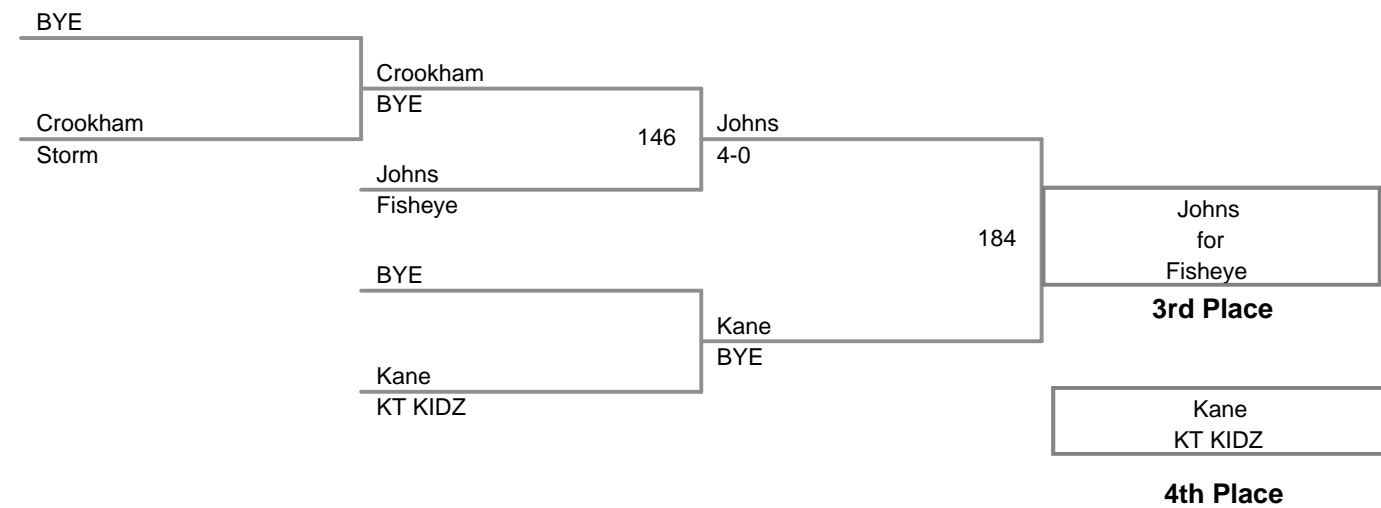 BYE
Crookham
Storm
Crookham
BYE
146
Johns
Fisheye
BYE
Kane
KT KIDZ
Johns
4-0
184
Kane
BYE
Johns
for
Fisheye
3rd Place
Kane
KT KIDZ
4th Place